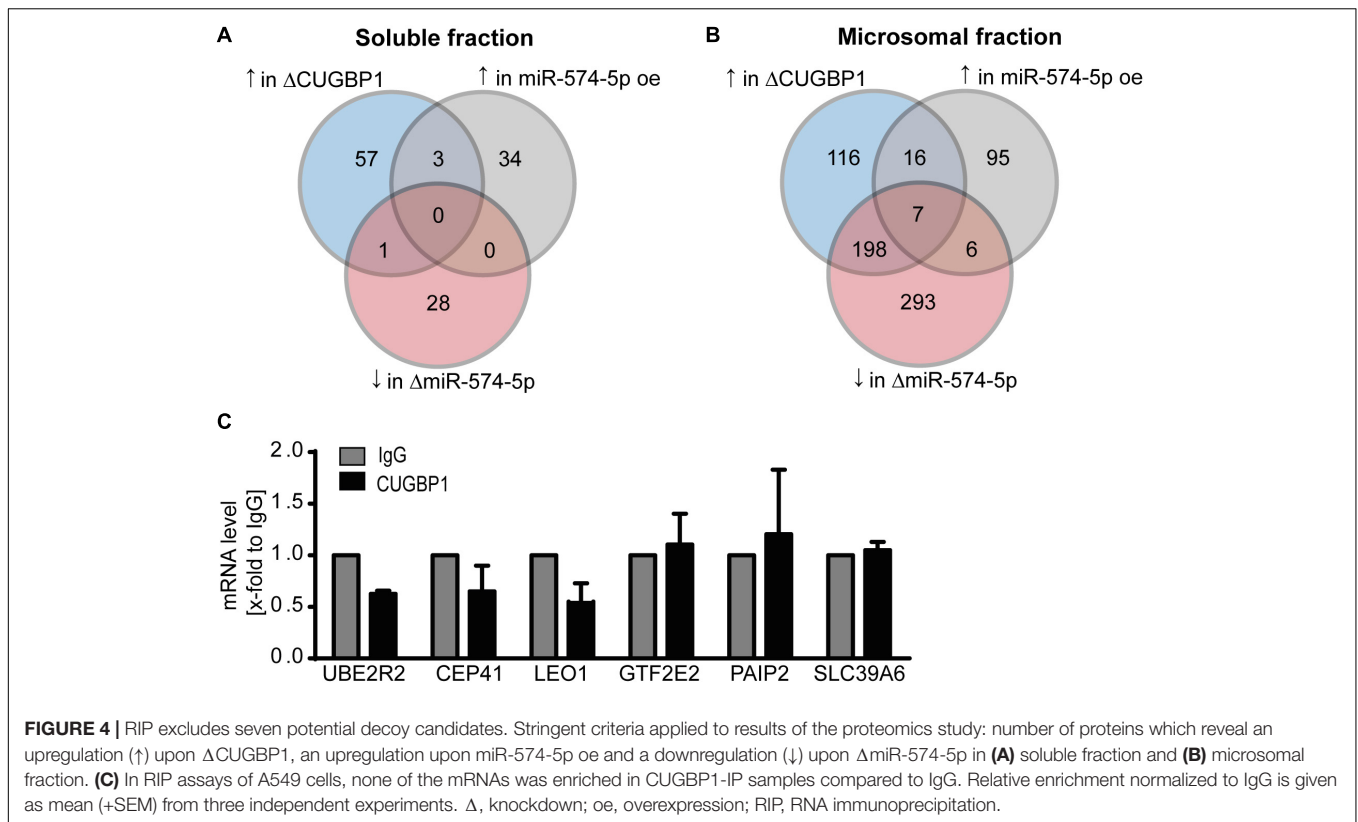 A
Soluble fraction
↑ in ΔCUGBP1
↑ in miR-574-5p oe
57
3
34
0
1
0
28
↓ in ΔmiR-574-5p
B
Microsomal fraction
↑ in ΔCUGBP1
↑ in miR-574-5p oe
116
16
95
7
198
6
293
↓ in ΔmiR-574-5p
C
mRNA level
[x-fold to IgG]
2.0
1.5
1.0
0.5
0.0
IgG
CUGBP1
UBE2R2 CEP41 LEO1 GTF2E2 PAIP2 SLC39A6
FIGURE 4 | RIP excludes seven potential decoy candidates. Stringent criteria applied to results of the proteomics study: number of proteins which reveal an
upregulation (↑) upon ΔCUGBP1, an upregulation upon miR-574-5p oe and a downregulation (↓) upon ΔmiR-574-5p in (A) soluble fraction and (B) microsomal
fraction. (C) In RIP assays of A549 cells, none of the mRNAs was enriched in CUGBP1-IP samples compared to IgG. Relative enrichment normalized to IgG is given
as mean (+SEM) from three independent experiments. Δ, knockdown; oe, overexpression; RIP, RNA immunoprecipitation.